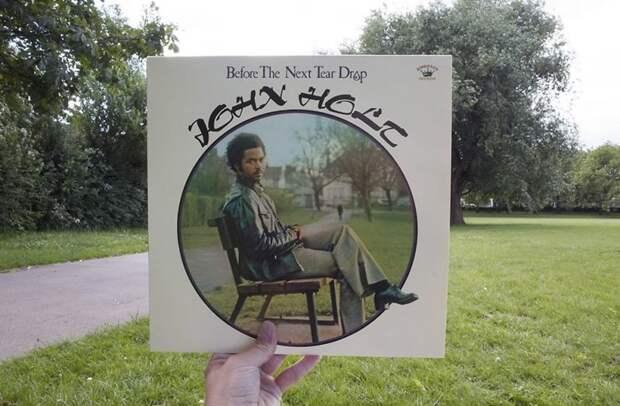 Before The Next Tear Drop
JOHN HOLT